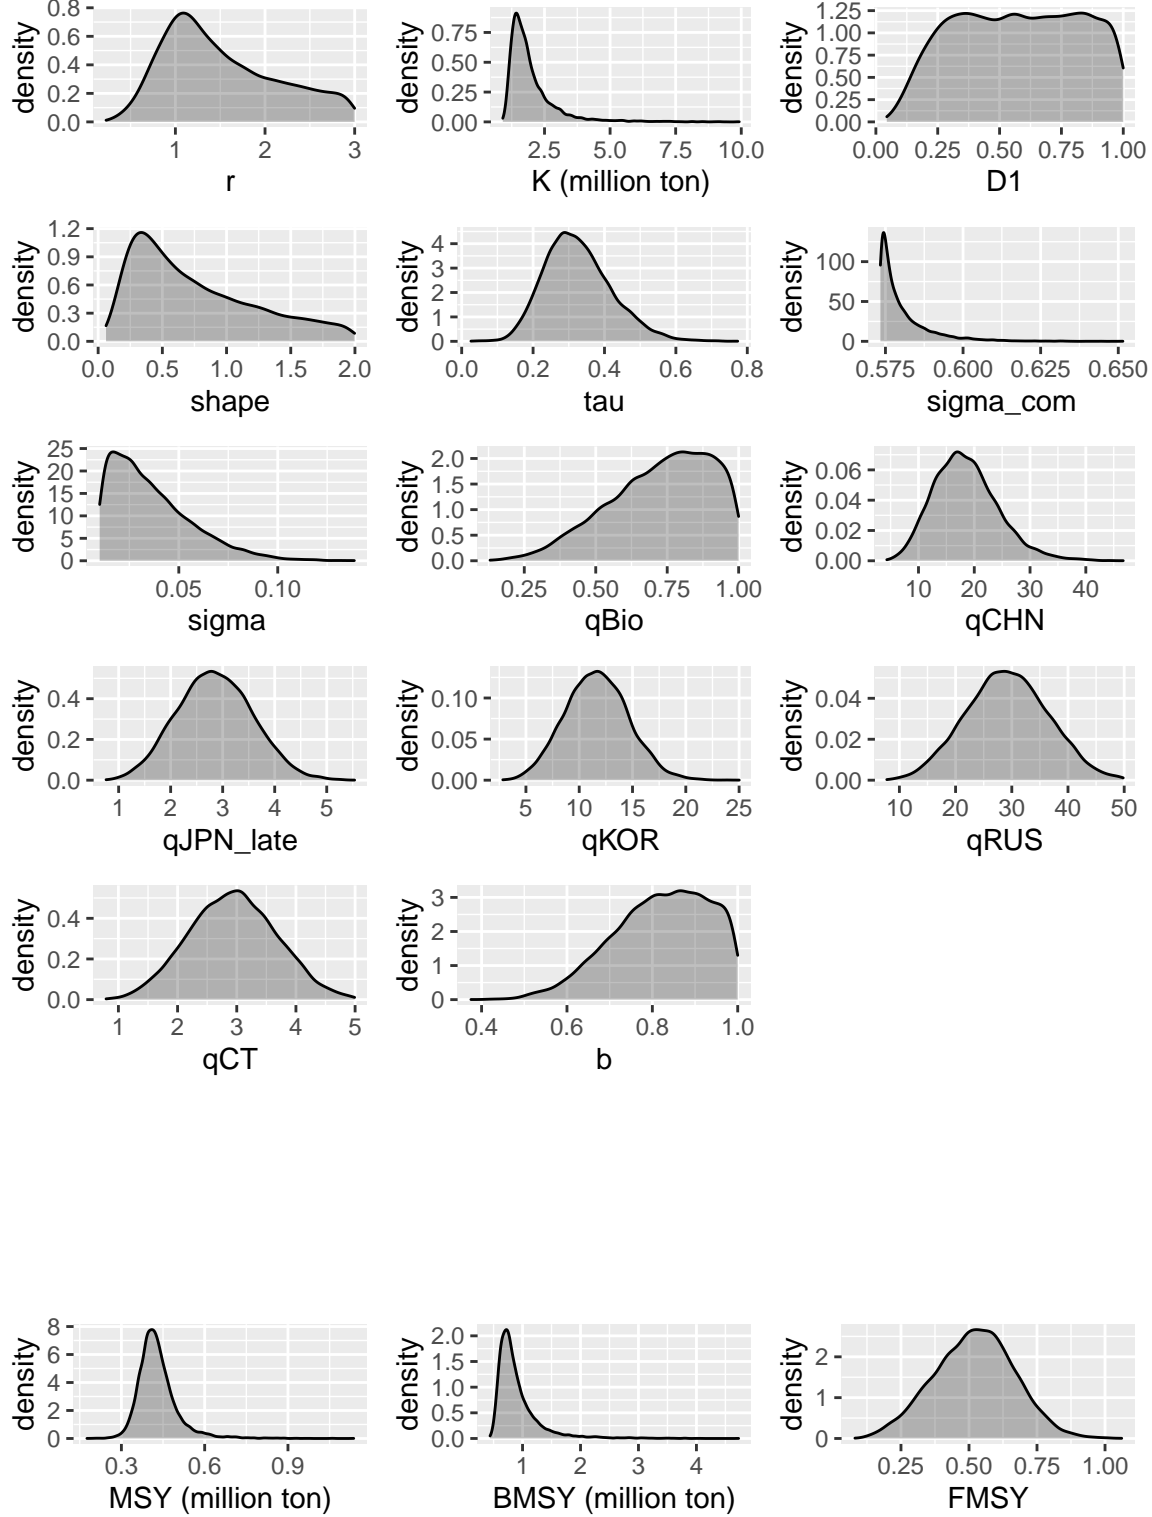 density 0.0 0.2 0.4 0.6 0.8 1 2 3 r
density 0.00 0.25 0.50 0.75 2.5 5.0 7.5 10.0 K (million ton)
density 0.00 0.25 0.50 0.75 1.00 1.25 0.00 0.25 0.50 0.75 1.00 D1
density 0.0 0.3 0.6 0.9 1.2 0.0 0.5 1.0 1.5 2.0 shape
density 0 1 2 3 4 0.0 0.2 0.4 0.6 0.8 tau
density 0 50 100 0.575 0.600 0.625 0.650 sigma_com
density 0 5 10 15 20 25 0.05 0.10 sigma
density 0.0 0.5 1.0 1.5 2.0 0.25 0.50 0.75 1.00 qBio
density 0.00 0.02 0.04 0.06 10 20 30 40 qCHN
density 0.0 0.2 0.4 1 2 3 4 5 qJPN_late
density 0.00 0.05 0.10 5 10 15 20 25 qKOR
density 0.00 0.02 0.04 10 20 30 40 50 qRUS
density 0.0 0.2 0.4 1 2 3 4 5 qCT
density 0 1 2 3 0.4 0.6 0.8 1.0 b
density 0 2 4 6 8 0.3 0.6 0.9 MSY (million ton)
density 0.0 0.5 1.0 1.5 2.0 1 2 3 4 BMSY (million ton)
density 0 1 2 0.25 0.50 0.75 1.00 FMSY